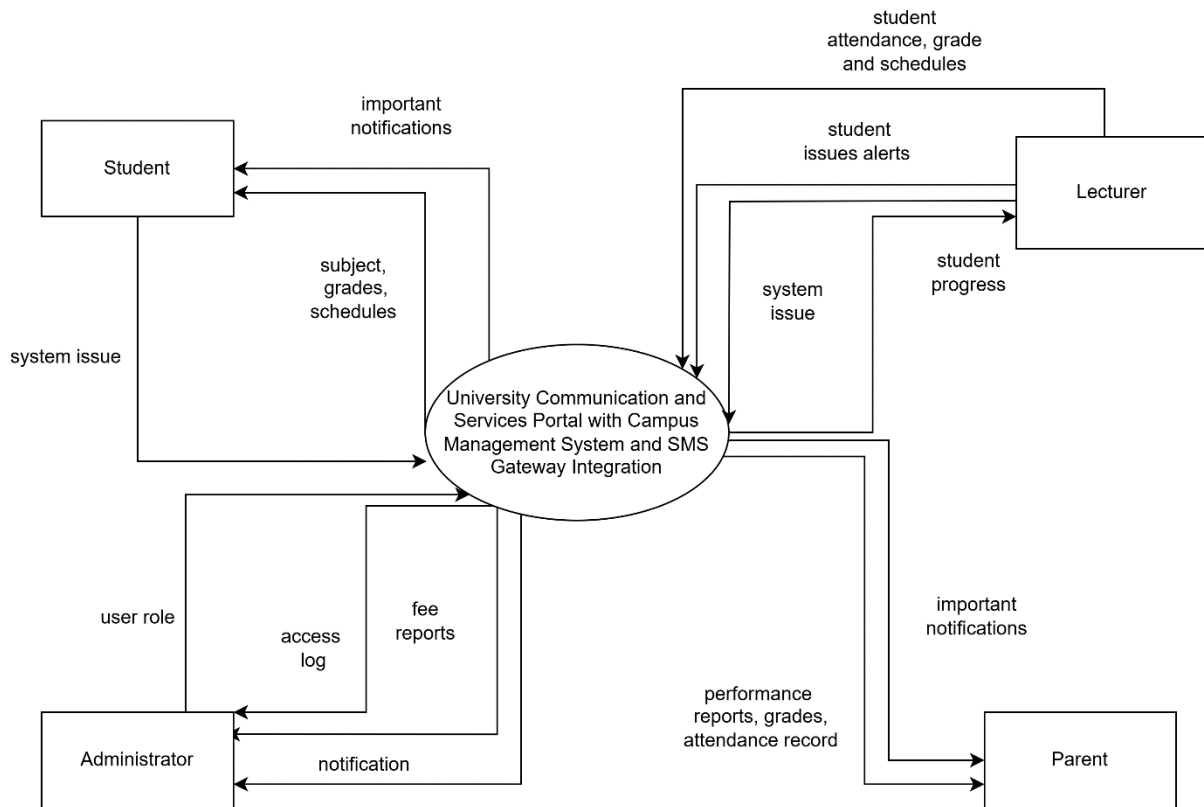 student
attendance, grade
and schedules
important
notifications
student
issues alerts
Student
Lecturer
subject,
grades,
schedules
system
issue
student
progress
system issue
University Communication and
Services Portal with Campus
Management System and SMS
Gateway Integration
user role
access
log
fee
reports
important
notifications
performance
reports, grades,
attendance record
Administrator
notification
Parent